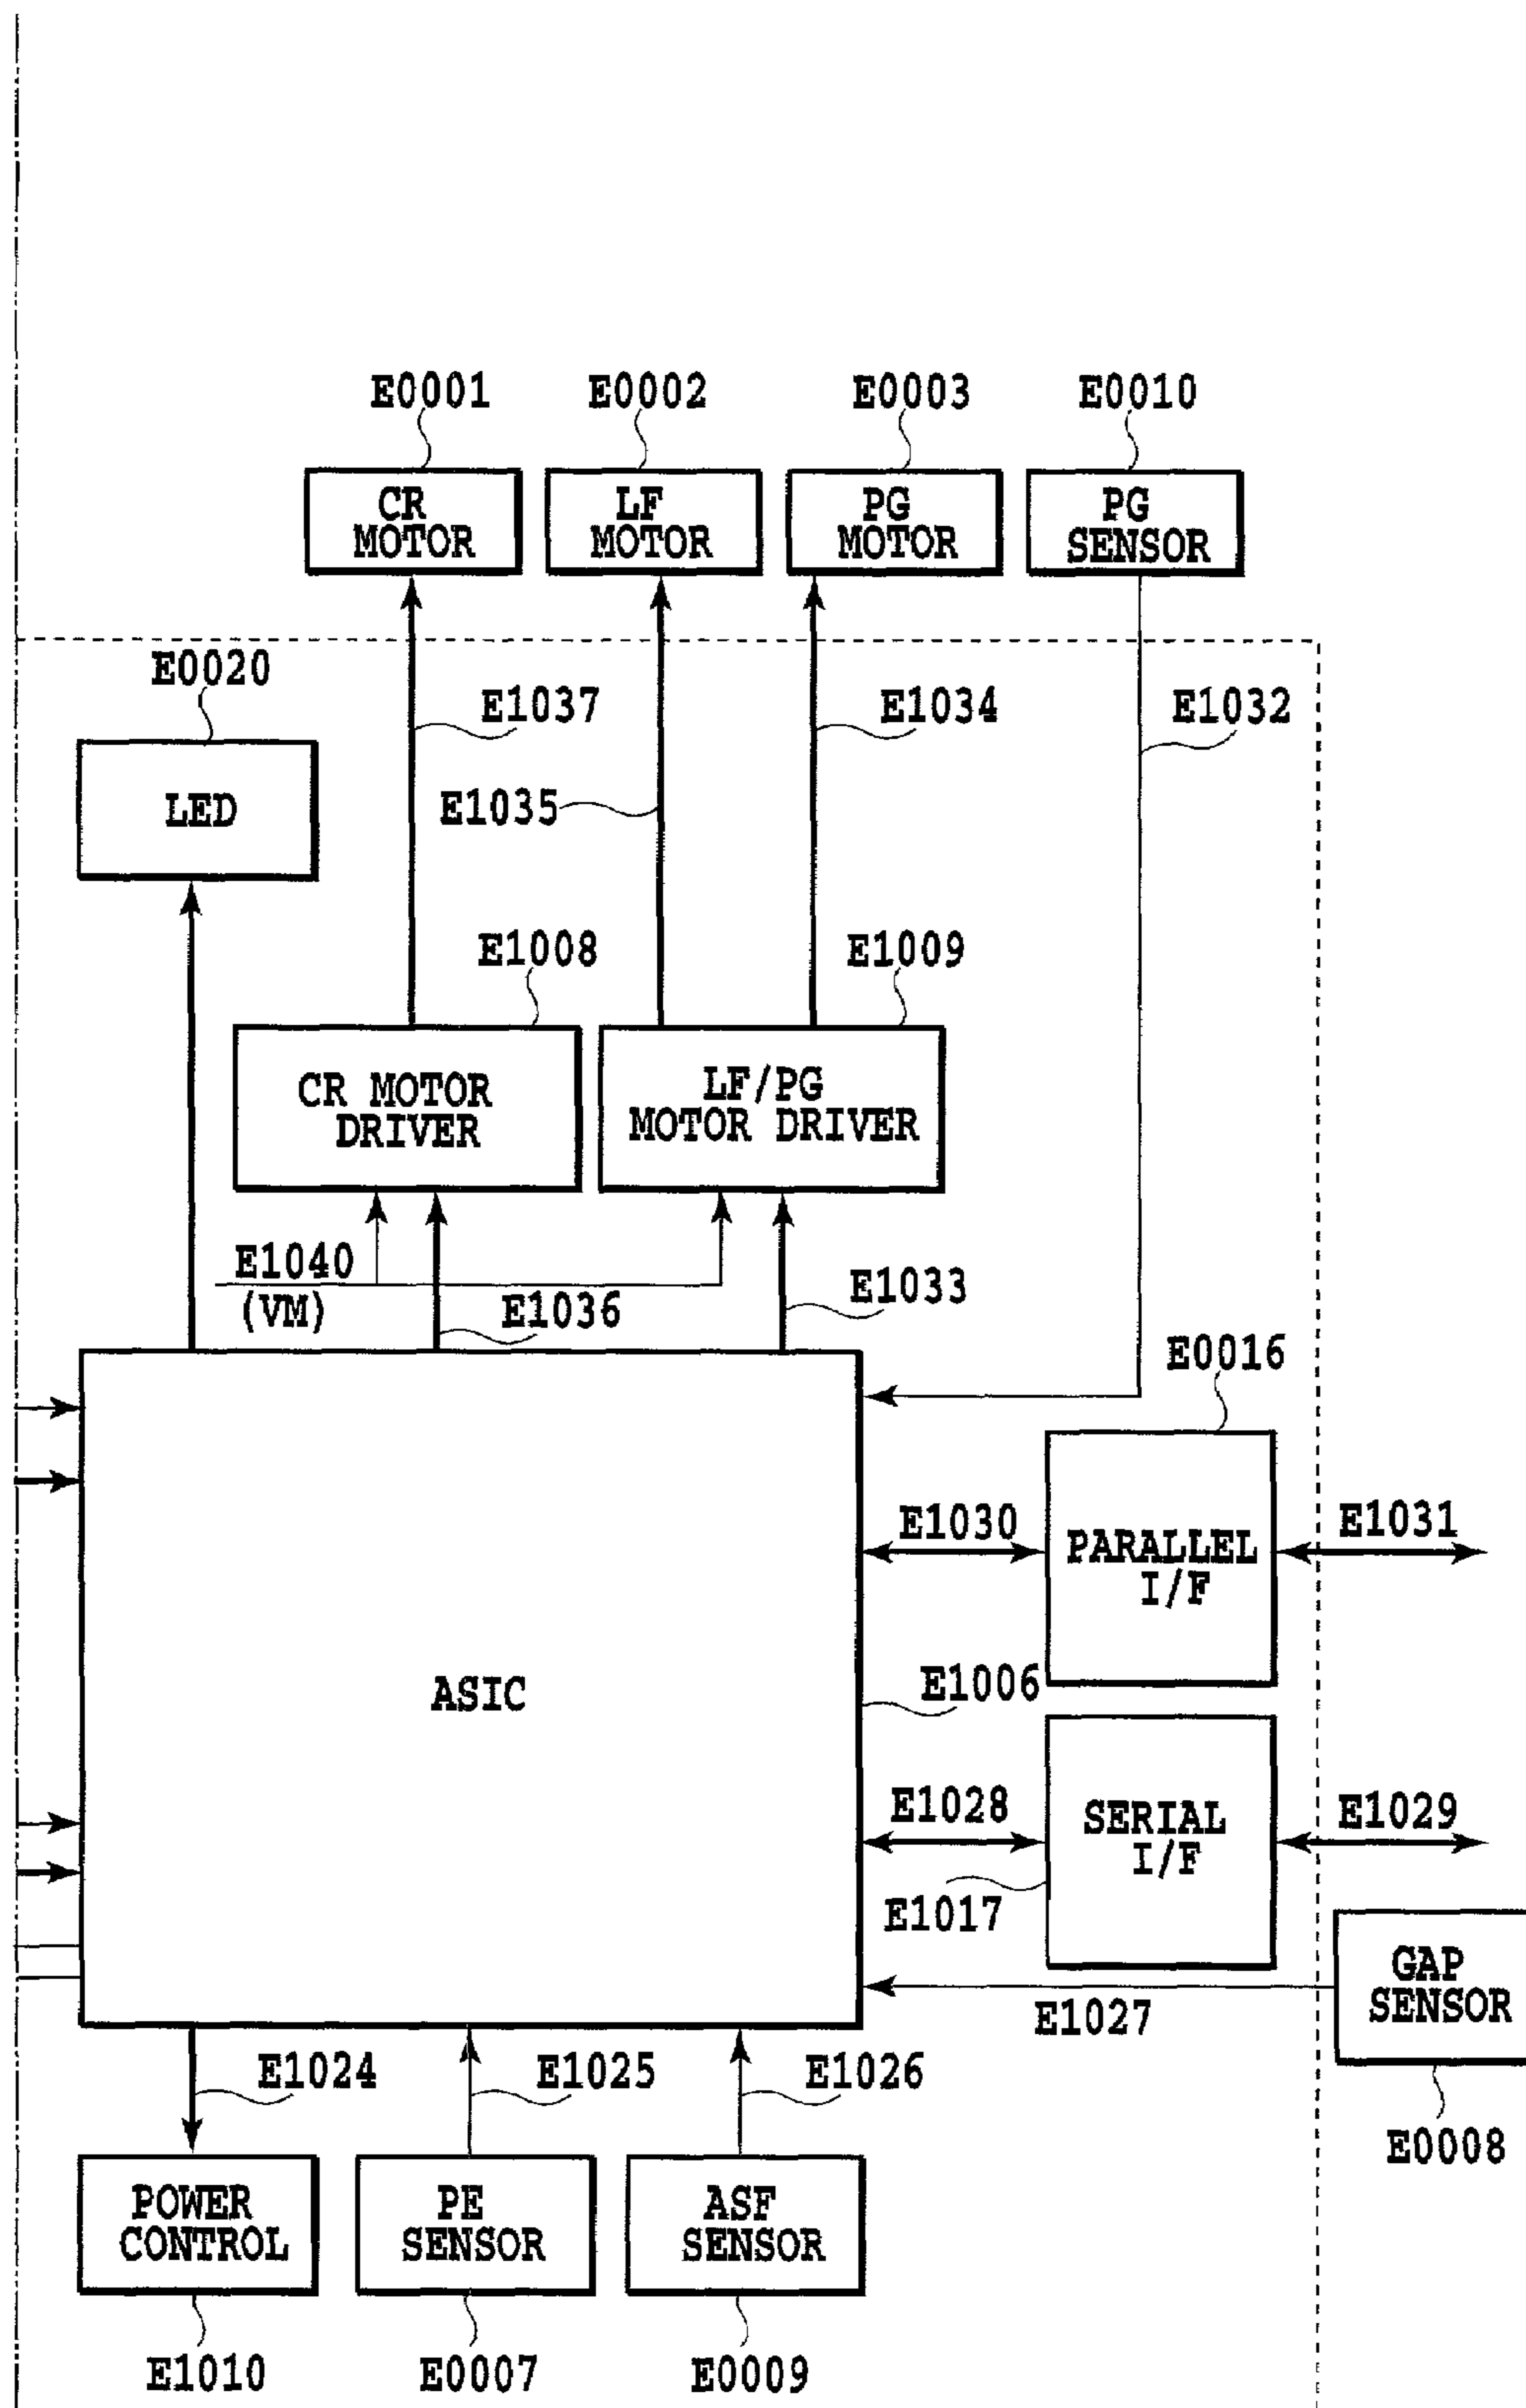 E0001
E0002
E0003
E0010
CR
MOTOR
LF
MOTOR
PG
MOTOR
PG
SENSOR
E0020
E1037
E1034
E1032
LED
E1035
E1008
E1009
CR MOTOR
DRIVER
LF/PG
MOTOR DRIVER
E1040
(VM)
E1036
E1033
E0016
E1030
PARALLEL
I/F
E1031
ASIC
E1006
E1028
SERIAL
I/F
E1029
E1017
GAP
SENSOR
E1027
E1024
E1025
E1026
E0008
POWER
CONTROL
PE
SENSOR
ASF
SENSOR
E1010
E0007
E0009